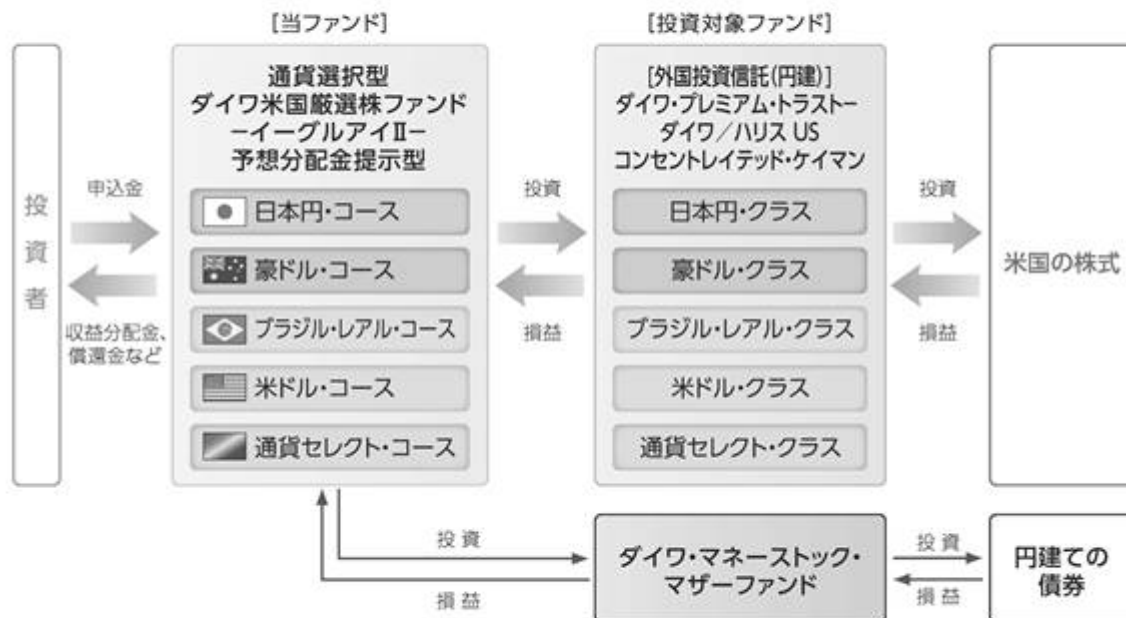 [当ファンド]
[投資対象ファンド]
投資者
申込金
収益分配金、
償還金など
通貨選択型
ダイワ米国厳選株ファンド
－イーグルアイⅡ－
予想分配金提示型
日本円・コース
豪ドル・コース
ブラジル・レアル・コース
米ドル・コース
通貨セレクト・コース
投資
損益
[外国投資信託(円建)]
ダイワ・プレミアム・トラスト－
ダイワ／ハリス US
コンセントレイテッド・ケイマン
日本円・クラス
豪ドル・クラス
ブラジル・レアル・クラス
米ドル・クラス
通貨セレクト・クラス
投資
損益
米国の株式
投資
損益
ダイワ・マネーストック・
マザーファンド
投資
損益
円建ての
債券